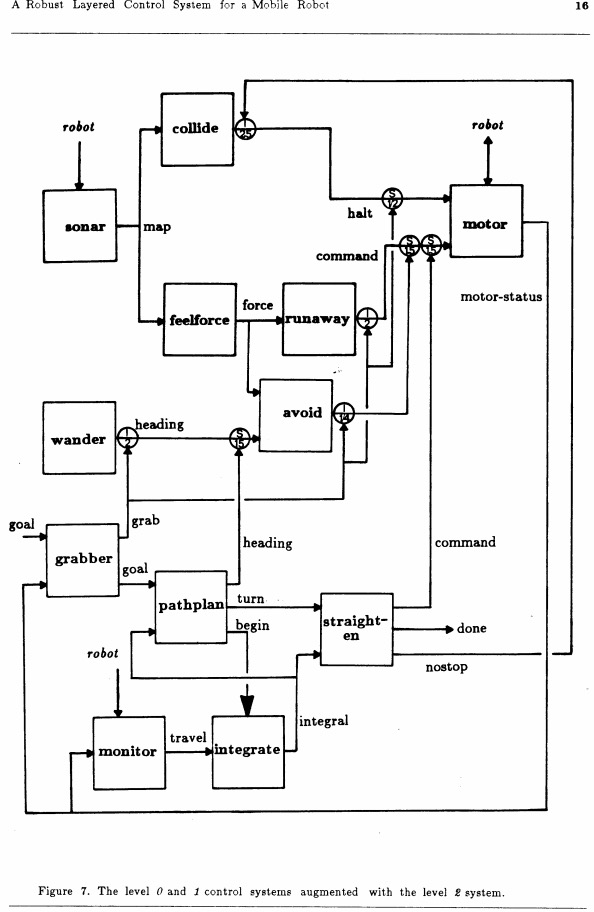 A Robust Layered Control System for a Mobile Robot 16
robot
collide
I
25
robot
sonar
map
S
12
halt
motor
command
S
15
S
15
motor-status
feelforce
force
runaway
I
2
avoid
I
14
wander
I
2
heading
S
15
goal
grab
grabber
heading
command
goal
pathplan
turn
begin
straight-
en
done
nostop
robot
integral
monitor
travel
integrate
Figure 7. The level 0 and 1 control systems augmented with the level 2 system.